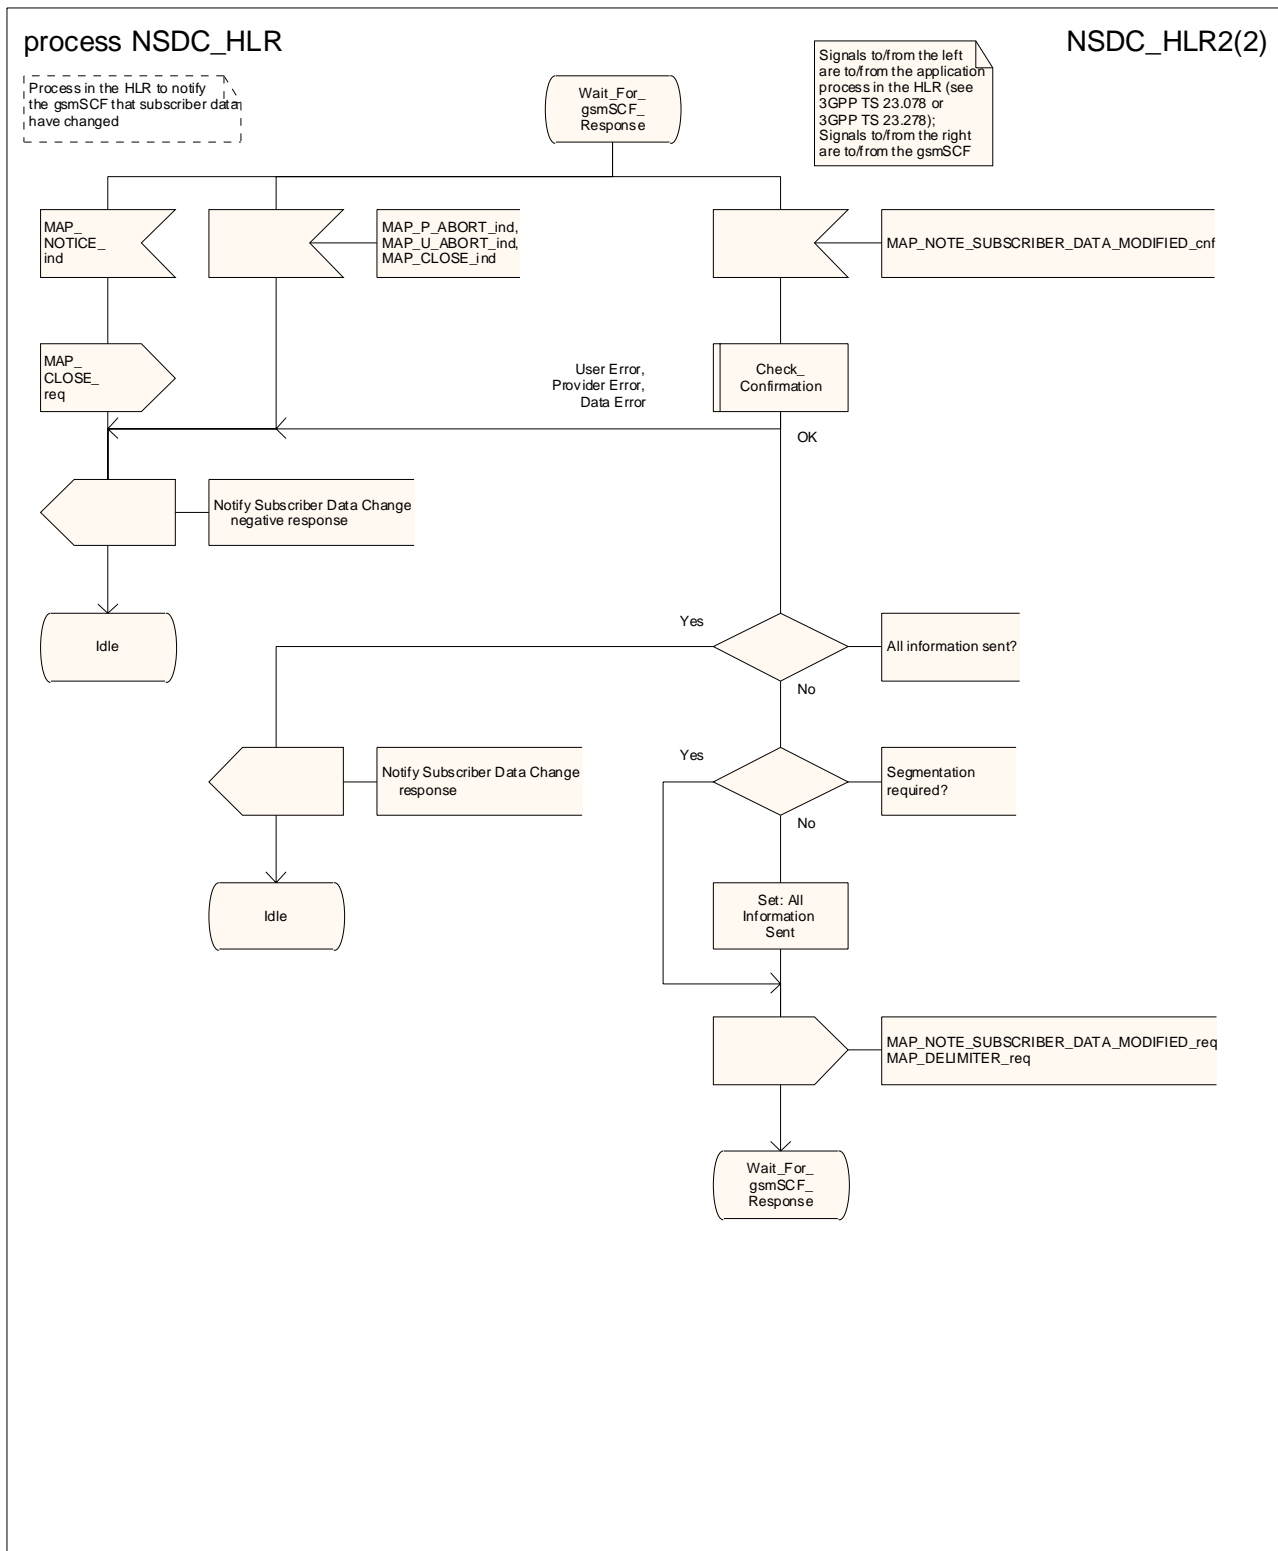 process NSDC_HLR
NSDC_HLR2(2)
Process in the HLR to notify
the gsmSCF that subscriber data
have changed
Wait_For_
gsmSCF_
Response
Signals to/from the left
are to/from the application
process in the HLR (see
3GPP TS 23.078 or
3GPP TS 23.278);
Signals to/from the right
are to/from the gsmSCF
MAP_
NOTICE_
ind
MAP_P_ABORT_ind,
MAP_U_ABORT_ind,
MAP_CLOSE_ind
MAP_NOTE_SUBSCRIBER_DATA_MODIFIED_cnf
MAP_
CLOSE_
req
User Error,
Provider Error,
Data Error
Check_
Confirmation
OK
Notify Subscriber Data Change
negative response
Idle
Yes
All information sent?
No
Notify Subscriber Data Change
response
Yes
Segmentation
required?
No
Idle
Set: All
Information
Sent
MAP_NOTE_SUBSCRIBER_DATA_MODIFIED_req
MAP_DELIMITER_req
Wait_For_
gsmSCF_
Response